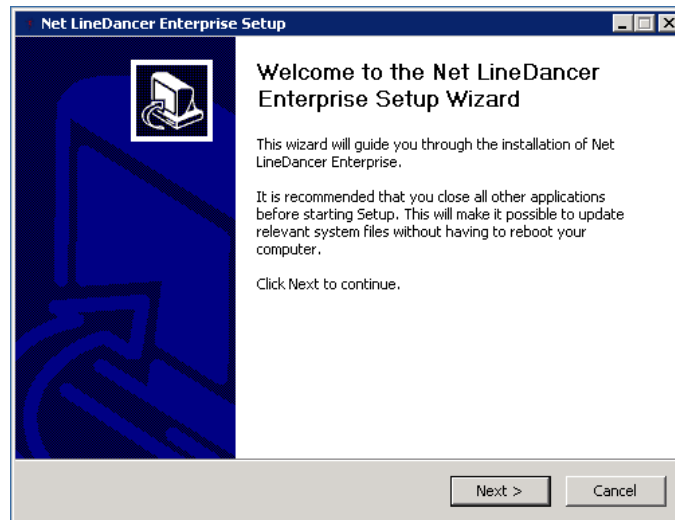 Net LineDancer Enterprise Setup
Welcome to the Net LineDancer
Enterprise Setup Wizard
This wizard will guide you through the installation of Net
LineDancer Enterprise.
It is recommended that you close all other applications
before starting Setup. This will make it possible to update
relevant system files without having to reboot your
computer.
Click Next to continue.
Next >
Cancel